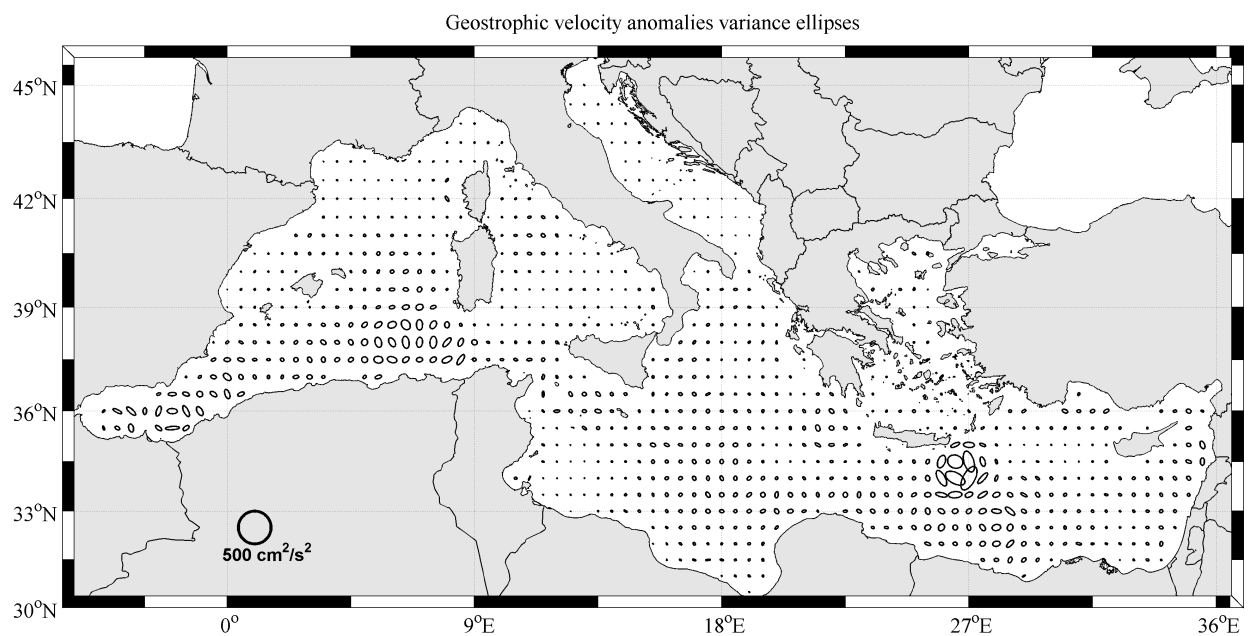 Geostrophic velocity anomalies variance ellipses
45°N
42°N
39°N
36°N
33°N
30°N
500 cm²/s²
0°
9°E
18°E
27°E
36°E